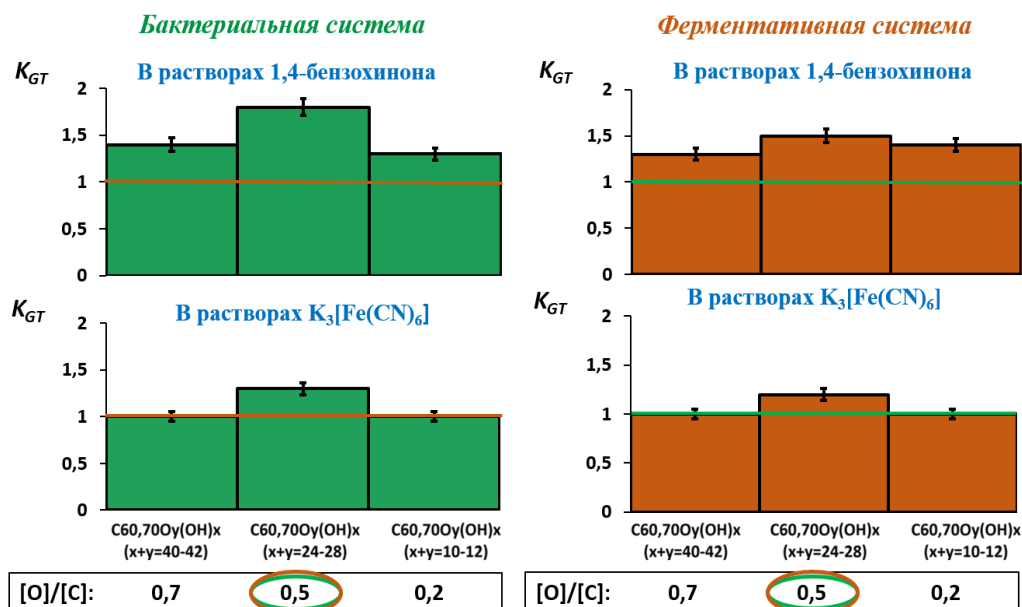 Бактериальная система
K_GT
В растворах 1,4-бензохинона
2
1,5
1
0,5
0
K_GT
В растворах K₃[Fe(CN)₆]
2
1,5
1
0,5
0
C60,70Oy(OH)x C60,70Oy(OH)x C60,70Oy(OH)x
(x+y=40-42) (x+y=24-28) (x+y=10-12)
[O]/[C]: 0,7 0,5 0,2
Ферментативная система
K_GT
В растворах 1,4-бензохинона
2
1,5
1
0,5
0
K_GT
В растворах K₃[Fe(CN)₆]
2
1,5
1
0,5
0
C60,70Oy(OH)x C60,70Oy(OH)x C60,70Oy(OH)x
(x+y=40-42) (x+y=24-28) (x+y=10-12)
[O]/[C]: 0,7 0,5 0,2